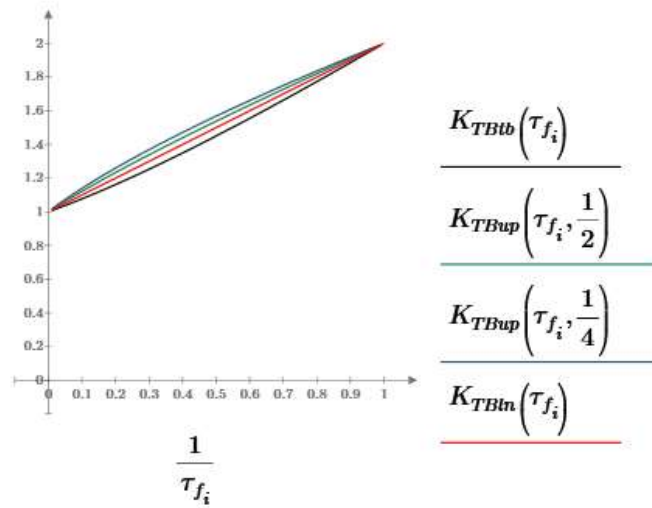 2
1.8
1.6
1.4
1.2
1
0.8
0.6
0.4
0.2
0
0 0.1 0.2 0.3 0.4 0.5 0.6 0.7 0.8 0.9 1
1
τ_{f_i}
K_{TBtb}(τ_{f_i})
K_{TBup}(τ_{f_i}, 1/2)
K_{TBup}(τ_{f_i}, 1/4)
K_{TBln}(τ_{f_i})